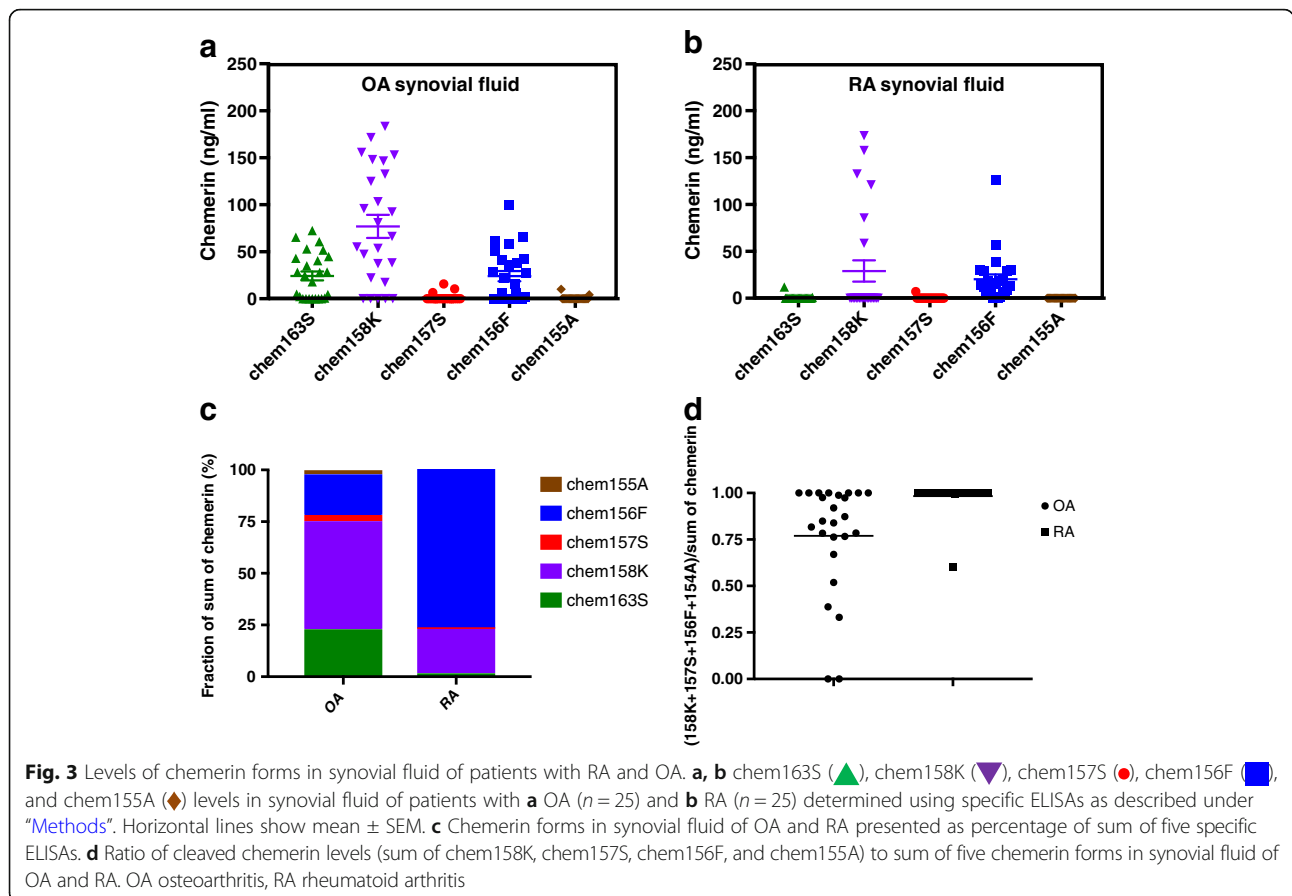 a
250
200
150
100
50
0
Chemerin (ng/ml)
OA synovial fluid
chem163S
chem158K
chem157S
chem156F
chem155A
b
250
200
150
100
50
0
Chemerin (ng/ml)
RA synovial fluid
chem163S
chem158K
chem157S
chem156F
chem155A
c
Fraction of sum of chemerin (%)
100
75
50
25
0
OA
RA
chem155A
chem156F
chem157S
chem158K
chem163S
d
(158K+157S+156F+154A)/sum of chemerin
1.00
0.75
0.50
0.25
0.00
OA
RA
Fig. 3 Levels of chemerin forms in synovial fluid of patients with RA and OA. a, b chem163S (▲), chem158K (▼), chem157S (●), chem156F (■),
and chem155A (♦) levels in synovial fluid of patients with a OA (n = 25) and b RA (n = 25) determined using specific ELISAs as described under
"Methods". Horizontal lines show mean ± SEM. c Chemerin forms in synovial fluid of OA and RA presented as percentage of sum of five specific
ELISAs. d Ratio of cleaved chemerin levels (sum of chem158K, chem157S, chem156F, and chem155A) to sum of five chemerin forms in synovial fluid of
OA and RA. OA osteoarthritis, RA rheumatoid arthritis